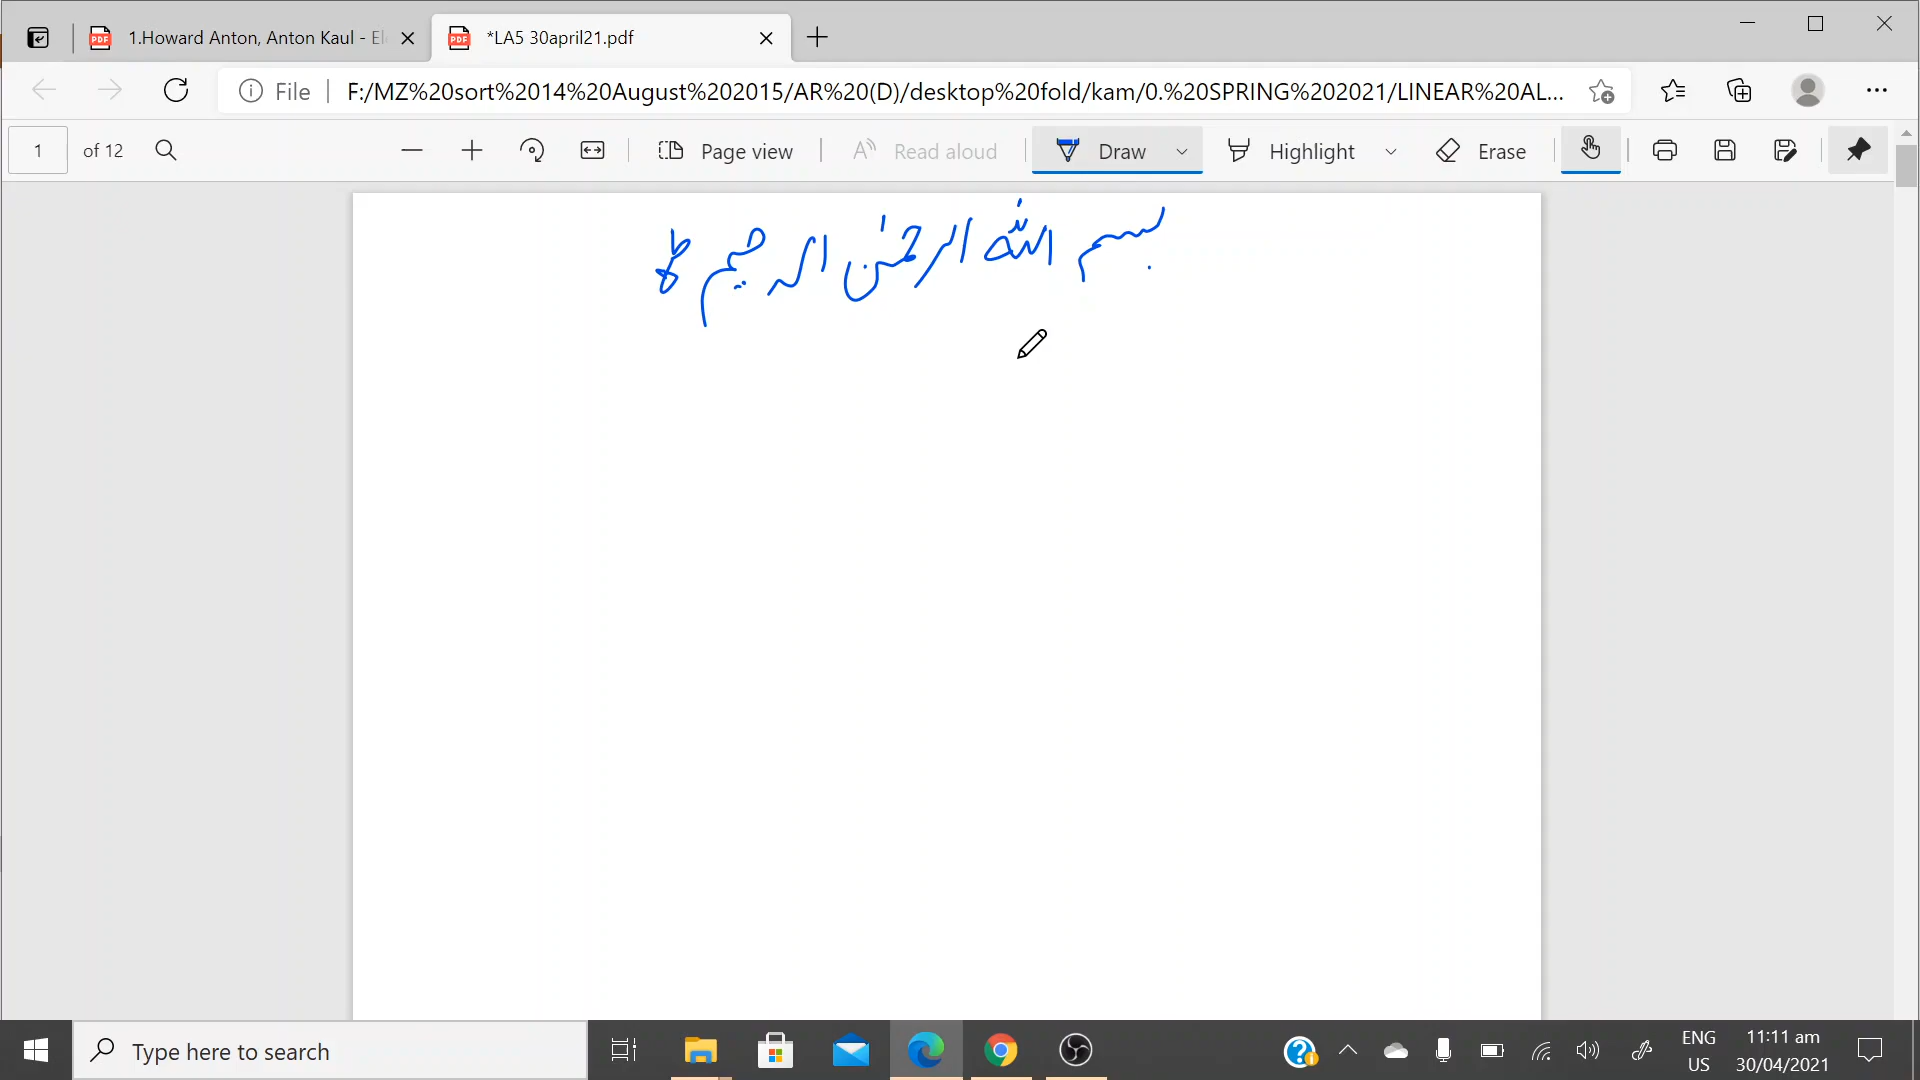 1.Howard Anton, Anton Kaul - El
*LA5 30april21.pdf
File
F:/MZ%20sort%2014%20August%202015/AR%20(D)/desktop%20fold/kam/0.%20SPRING%202021/LINEAR%20AL...
1 of 12
Page view
Read aloud
Draw
Highlight
Erase
بسم الله الرحمٰن الرحيم
Type here to search
ENG
US
11:11 am
30/04/2021